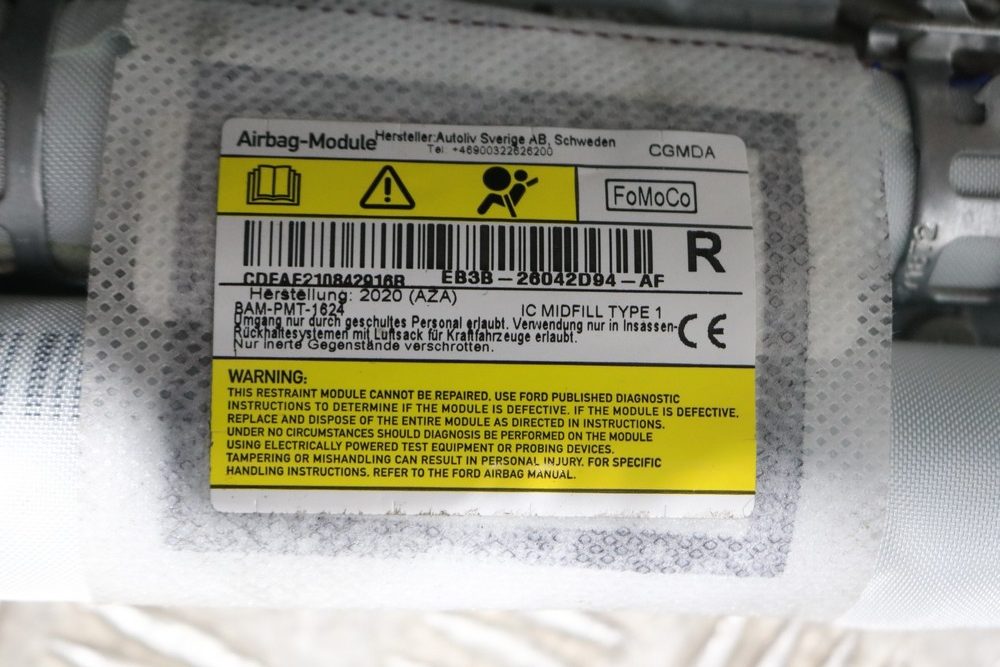 Airbag-Module Hersteller:Autoliv Sverige AB, Schweden
Tel: +46900322626200
CGMDA
FoMoCo
R
CDEAF210842916R EB3B-26042D94-AF
Herstellung: 2020 (AZA)
BAM-PMT-1624 IC MIDFILL TYPE 1
Umgang nur durch geschultes Personal erlaubt. Verwendung nur in Insassen-
Rückhaltesystemen mit Luftsack für Kraftfahrzeuge erlaubt.
Nur inerte Gegenstände verschrotten.
CE
WARNING:
THIS RESTRAINT MODULE CANNOT BE REPAIRED. USE FORD PUBLISHED DIAGNOSTIC
INSTRUCTIONS TO DETERMINE IF THE MODULE IS DEFECTIVE. IF THE MODULE IS DEFECTIVE,
REPLACE AND DISPOSE OF THE ENTIRE MODULE AS DIRECTED IN INSTRUCTIONS.
UNDER NO CIRCUMSTANCES SHOULD DIAGNOSIS BE PERFORMED ON THE MODULE
USING ELECTRICALLY POWERED TEST EQUIPMENT OR PROBING DEVICES.
TAMPERING OR MISHANDLING CAN RESULT IN PERSONAL INJURY. FOR SPECIFIC
HANDLING INSTRUCTIONS. REFER TO THE FORD AIRBAG MANUAL.